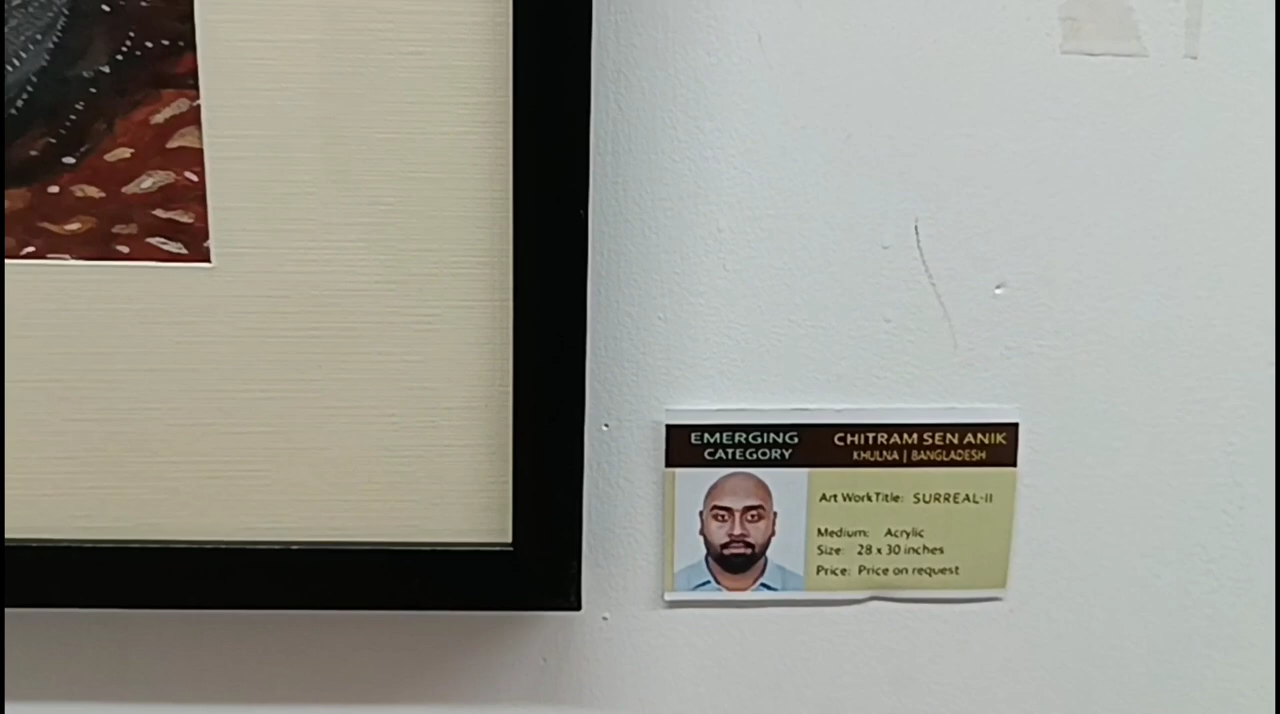 EMERGING CATEGORY
CHITRAM SEN ANIK
KHULNA | BANGLADESH
Art Work Title: SURREAL-II
Medium: Acrylic
Size: 28 x 30 inches
Price: Price on request